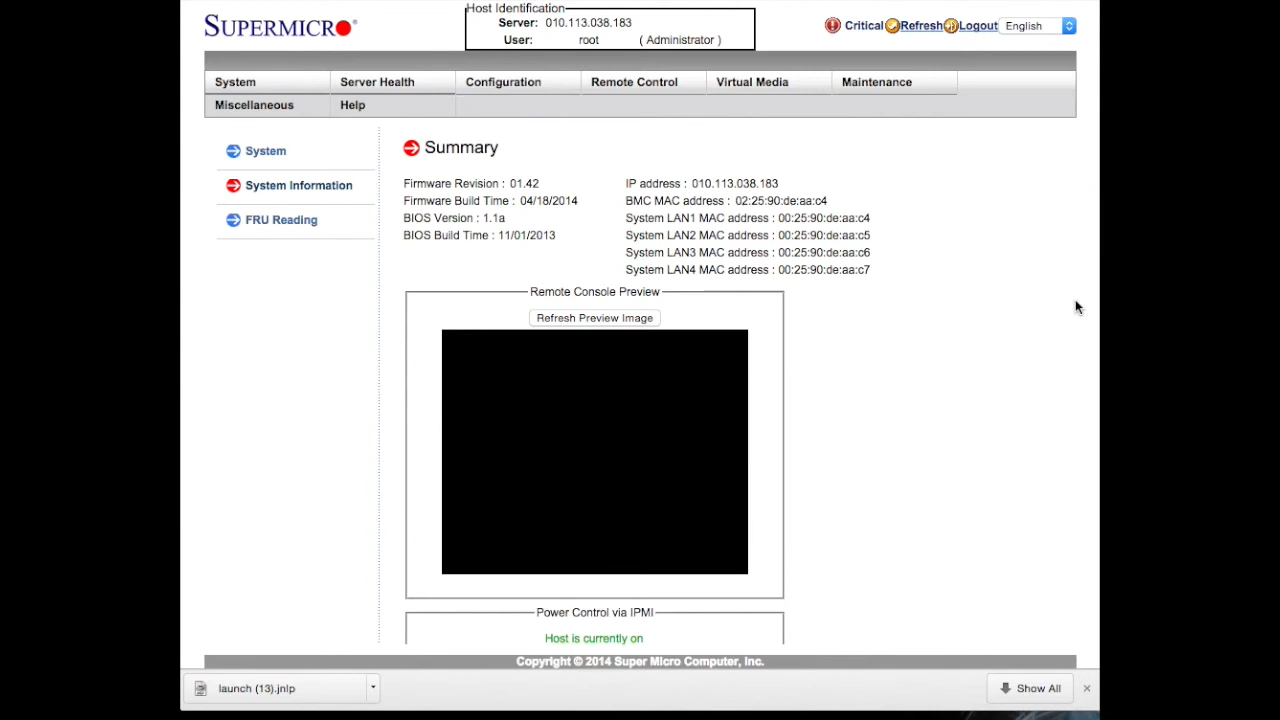 SUPERMICRO®
Host Identification
Server: 010.113.038.183
User: root ( Administrator )
Critical Refresh Logout English
System Server Health Configuration Remote Control Virtual Media Maintenance
Miscellaneous Help
System
System Information
FRU Reading
Summary
Firmware Revision : 01.42
Firmware Build Time : 04/18/2014
BIOS Version : 1.1a
BIOS Build Time : 11/01/2013
IP address : 010.113.038.183
BMC MAC address : 02:25:90:de:aa:c4
System LAN1 MAC address : 00:25:90:de:aa:c4
System LAN2 MAC address : 00:25:90:de:aa:c5
System LAN3 MAC address : 00:25:90:de:aa:c6
System LAN4 MAC address : 00:25:90:de:aa:c7
Remote Console Preview
Refresh Preview Image
Power Control via IPMI
Host is currently on
Copyright © 2014 Super Micro Computer, Inc.
launch (13).jnlp
Show All